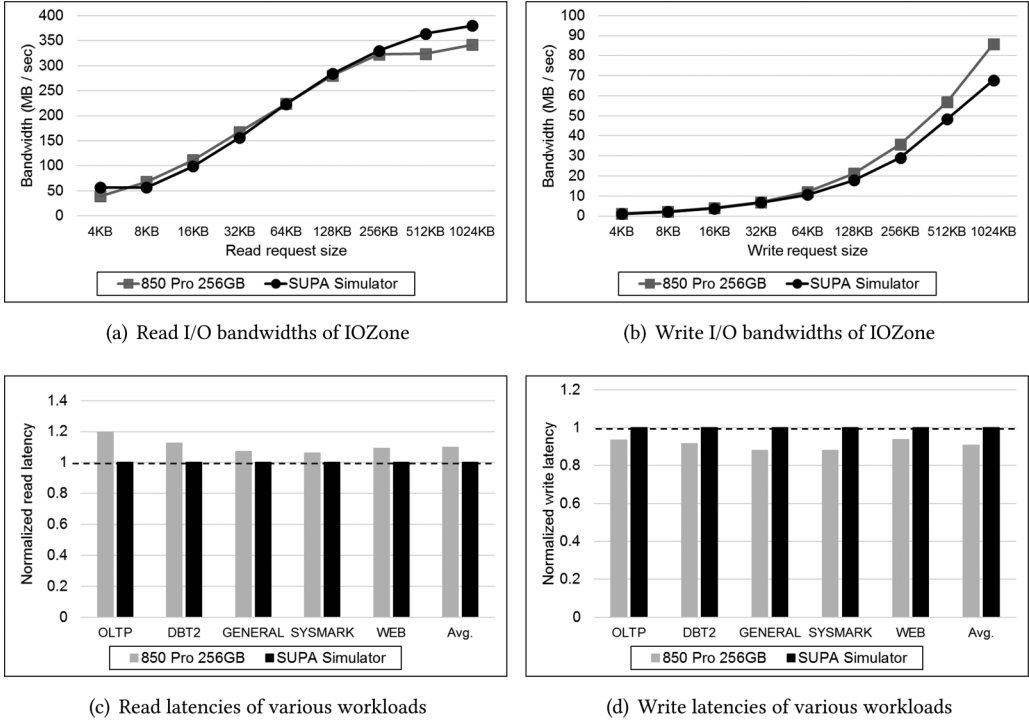 400
350
300
250
200
150
100
50
0
Bandwidth (MB / sec)
4KB 8KB 16KB 32KB 64KB 128KB 256KB 512KB 1024KB
Read request size
850 Pro 256GB SUPA Simulator
(a) Read I/O bandwidths of IOZone
100
90
80
70
60
50
40
30
20
10
0
Bandwidth (MB / sec)
4KB 8KB 16KB 32KB 64KB 128KB 256KB 512KB 1024KB
Write request size
850 Pro 256GB SUPA Simulator
(b) Write I/O bandwidths of IOZone
1.4
1.2
1
0.8
0.6
0.4
0.2
0
Normalized read latency
OLTP DBT2 GENERAL SYSMARK WEB Avg.
850 Pro 256GB SUPA Simulator
(c) Read latencies of various workloads
1.2
1
0.8
0.6
0.4
0.2
0
Normalized write latency
OLTP DBT2 GENERAL SYSMARK WEB Avg.
850 Pro 256GB SUPA Simulator
(d) Write latencies of various workloads